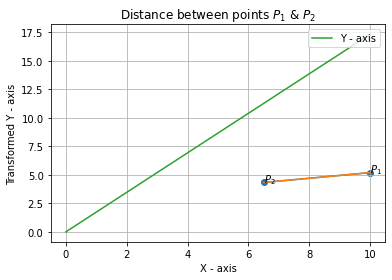 Distance between points P1 & P2
Y - axis
17.5
15.0
12.5
10.0
7.5
5.0
2.5
0.0
Transformed Y - axis
P1
P2
0 2 4 6 8 10
X - axis